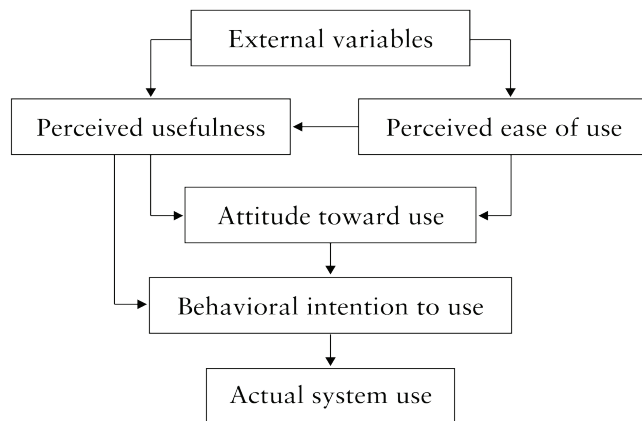 External variables
Perceived usefulness
Perceived ease of use
Attitude toward use
Behavioral intention to use
Actual system use